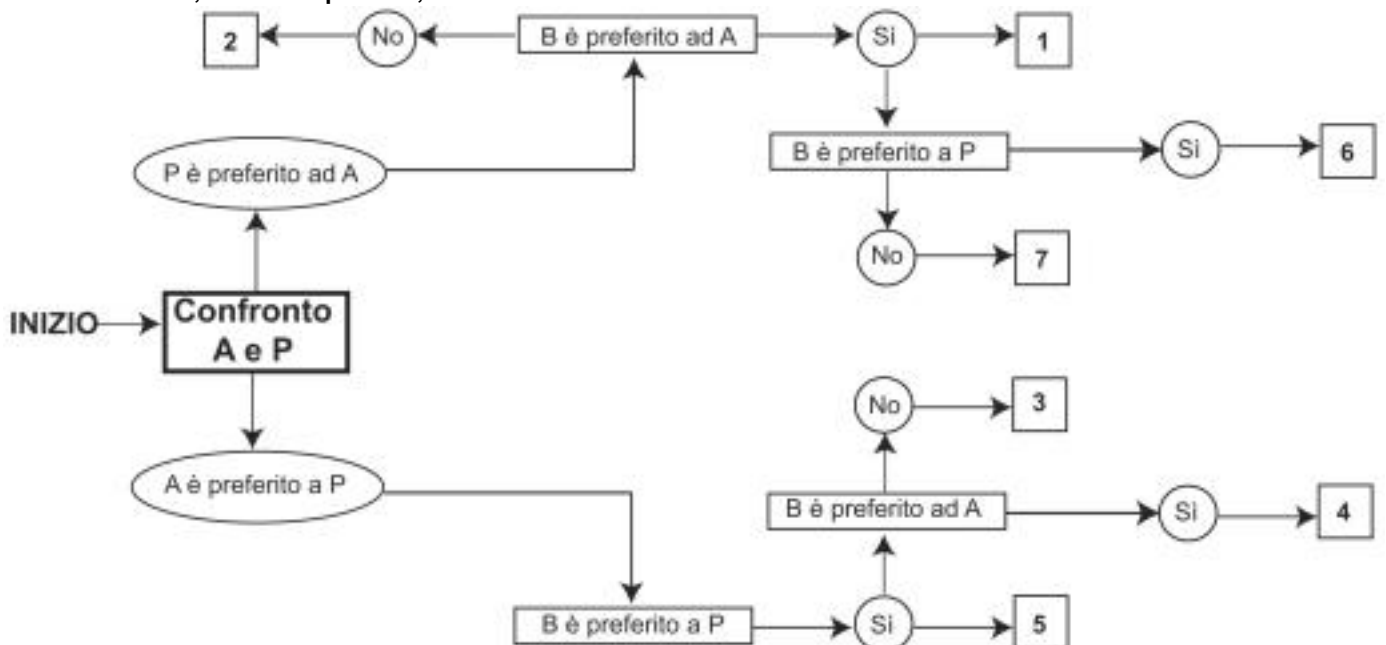 2
No
B è preferito ad A
Si
1
P è preferito ad A
B è preferito a P
Si
6
No
7
INIZIO
Confronto
A e P
No
3
A è preferito a P
B è preferito ad A
Sì
4
B è preferito a P
Si
5